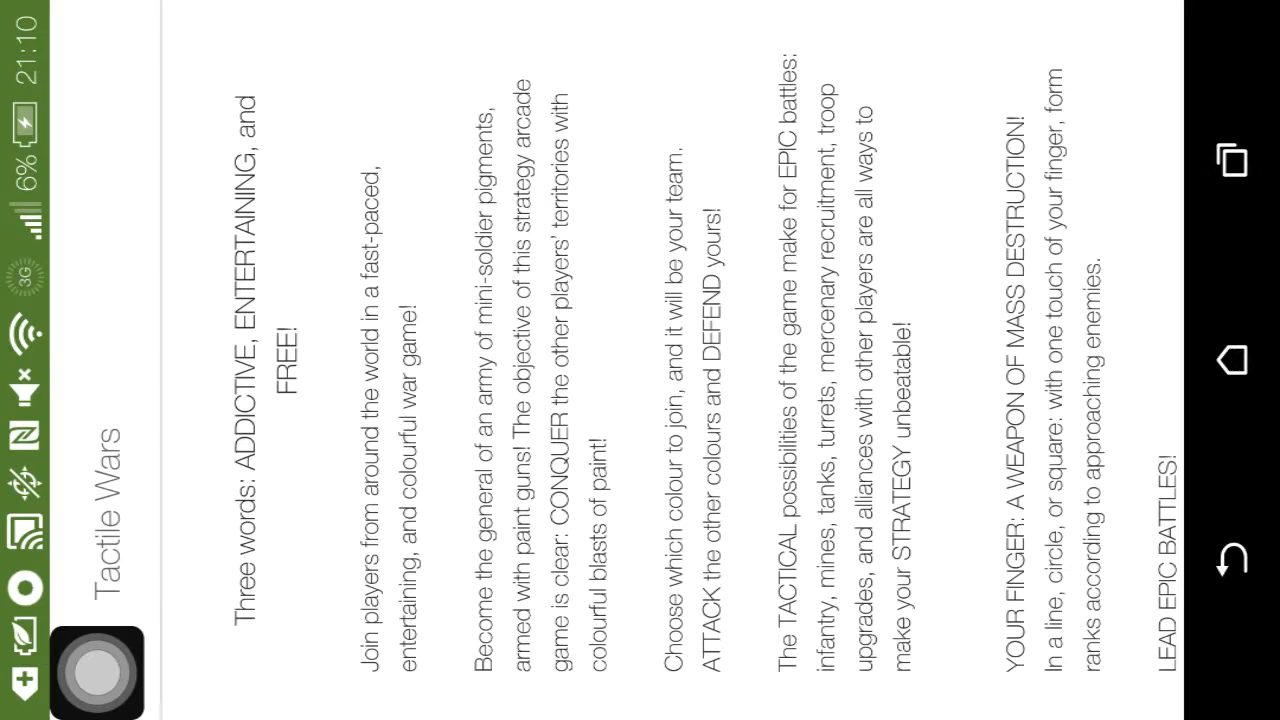 3G 6% 21:10
Tactile Wars
Three words: ADDICTIVE, ENTERTAINING, and
FREE!
Join players from around the world in a fast-paced,
entertaining, and colourful war game!
Become the general of an army of mini-soldier pigments,
armed with paint guns! The objective of this strategy arcade
game is clear: CONQUER the other players' territories with
colourful blasts of paint!
Choose which colour to join, and it will be your team.
ATTACK the other colours and DEFEND yours!
The TACTICAL possibilities of the game make for EPIC battles:
infantry, mines, tanks, turrets, mercenary recruitment, troop
upgrades, and alliances with other players are all ways to
make your STRATEGY unbeatable!
YOUR FINGER: A WEAPON OF MASS DESTRUCTION!
In a line, circle, or square: with one touch of your finger, form
ranks according to approaching enemies.
LEAD EPIC BATTLES!